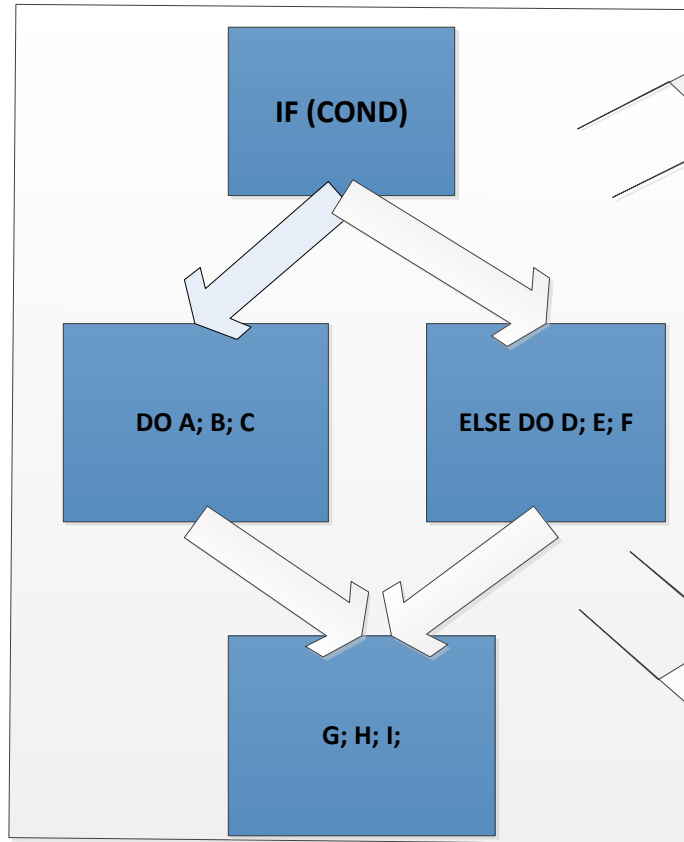 IF (COND)
DO A; B; C
ELSE DO D; E; F
G; H; I;